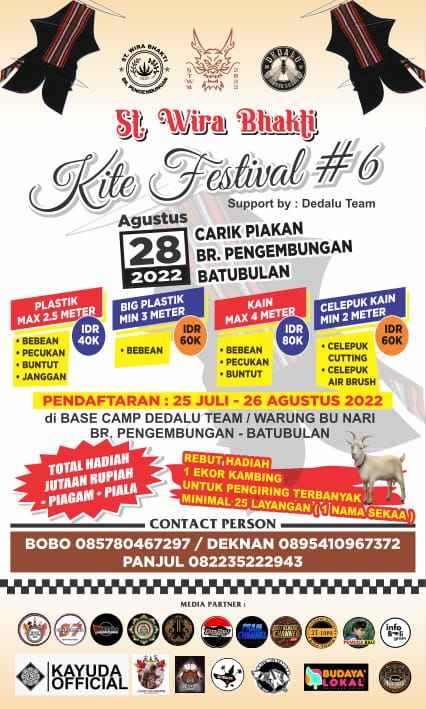 ST. WIRA BHAKTI
BR. PENGEMBUNGAN
STWB
2022
DEDALU
St. Wira Bhakti
Kite Festival #6
Support by : Dedalu Team
Agustus
28
2022
CARIK PIAKAN
BR. PENGEMBUNGAN
BATUBULAN
PLASTIK
MAX 2.5 METER
IDR
40K
• BEBEAN
• PECUKAN
• BUNTUT
• JANGGAN
BIG PLASTIK
MIN 3 METER
IDR
60K
• BEBEAN
KAIN
MAX 4 METER
IDR
80K
• BEBEAN
• PECUKAN
• BUNTUT
CELEPUK KAIN
MIN 2 METER
IDR
60K
• CELEPUK
CUTTING
• CELEPUK
AIR BRUSH
PENDAFTARAN : 25 JULI - 26 AGUSTUS 2022
di BASE CAMP DEDALU TEAM / WARUNG BU NARI
BR. PENGEMBUNGAN - BATUBULAN
TOTAL HADIAH
JUTAAN RUPIAH
- PIAGAM - PIALA
REBUT HADIAH
1 EKOR KAMBING
UNTUK PENGIRING TERBANYAK
MINIMAL 25 LAYANGAN ( 1 NAMA SEKAA )
CONTACT PERSON
BOBO 085780467297 / DEKNAN 0895410967372
PANJUL 082235222943
MEDIA PARTNER :
CHANNEL
info
Bali
gram
KAYUDA
OFFICIAL
BUDAYA
LOKAL